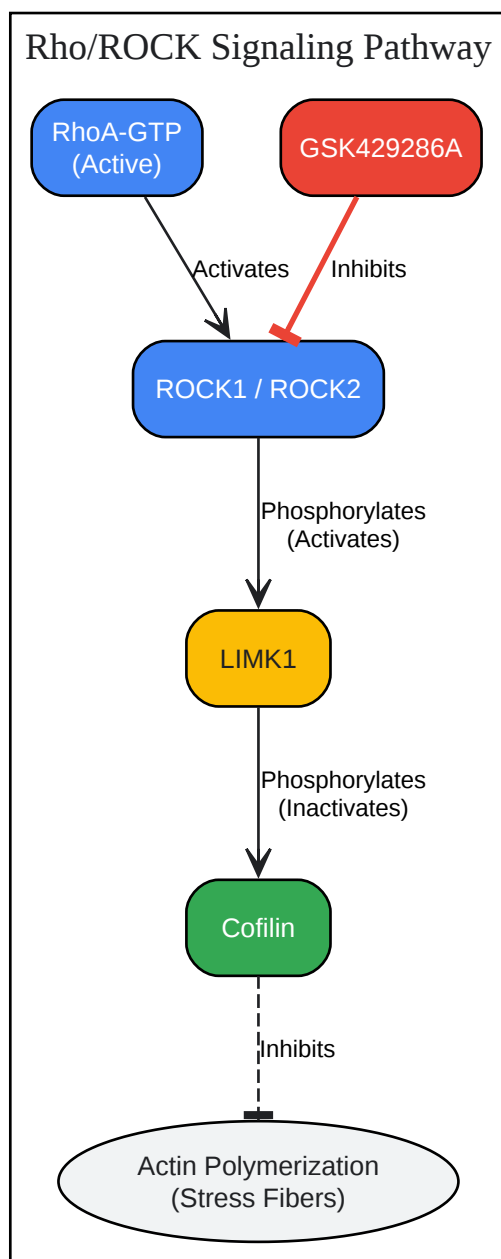 Rho/ROCK Signaling Pathway
RhoA-GTP
(Active)
GSK429286A
Activates
Inhibits
ROCK1 / ROCK2
Phosphorylates
(Activates)
LIMK1
Phosphorylates
(Inactivates)
Cofilin
Inhibits
Actin Polymerization
(Stress Fibers)